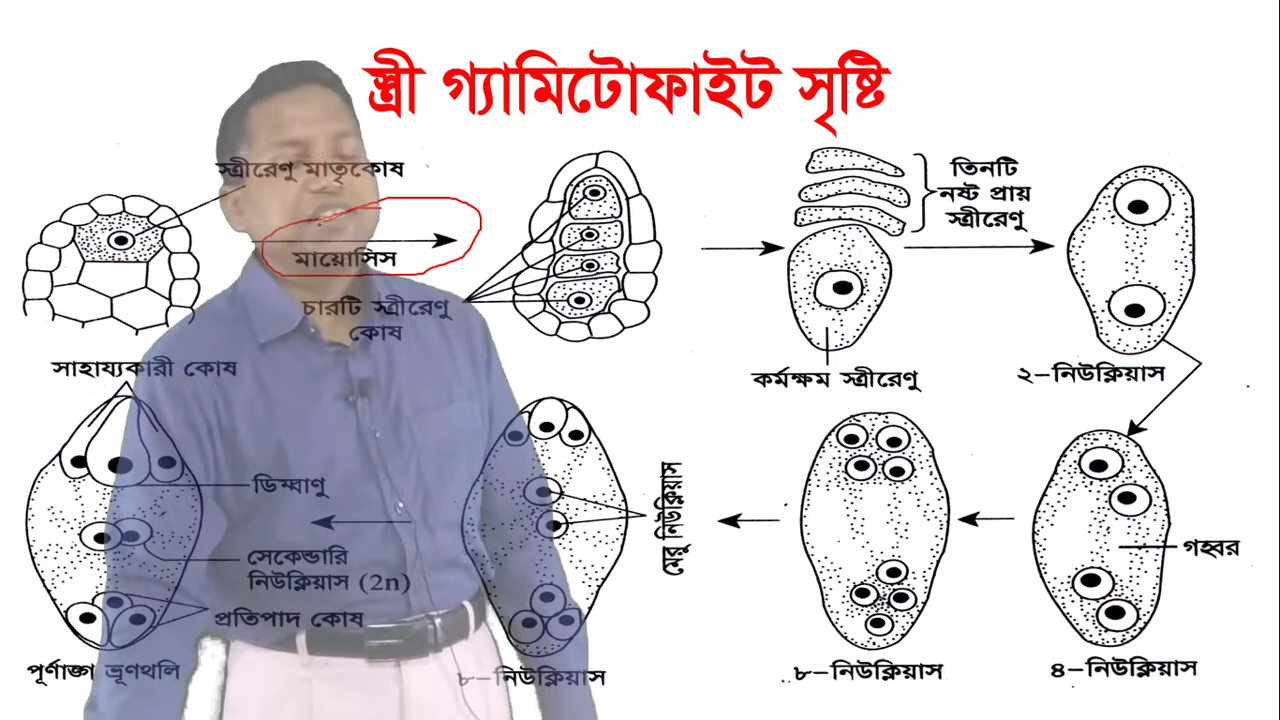 স্ত্রী গ্যামিটোফাইট সৃষ্টি
স্ত্রীরেণু মাতৃকোষ
মায়োসিস
চারটি স্ত্রীরেণু
কোষ
তিনটি
নষ্ট প্রায়
স্ত্রীরেণু
কর্মক্ষম স্ত্রীরেণু
২-নিউক্লিয়াস
সাহায্যকারী কোষ
ডিম্বাণু
সেকেন্ডারি
নিউক্লিয়াস (2n)
প্রতিপাদ কোষ
পূর্ণাঙ্গ ভ্রূণথলি
মেরু নিউক্লিয়াস
৮-নিউক্লিয়াস
৮-নিউক্লিয়াস
গহ্বর
৪-নিউক্লিয়াস